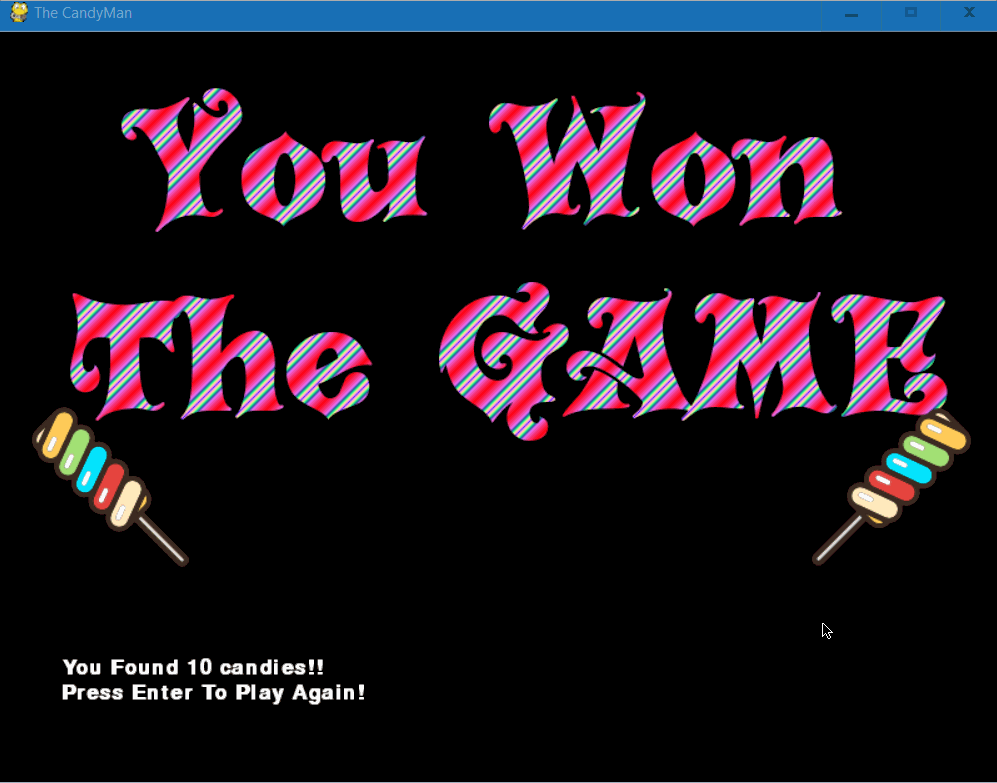 The CandyMan
You Won
The GAME
You Found 10 candies!!
Press Enter To Play Again!